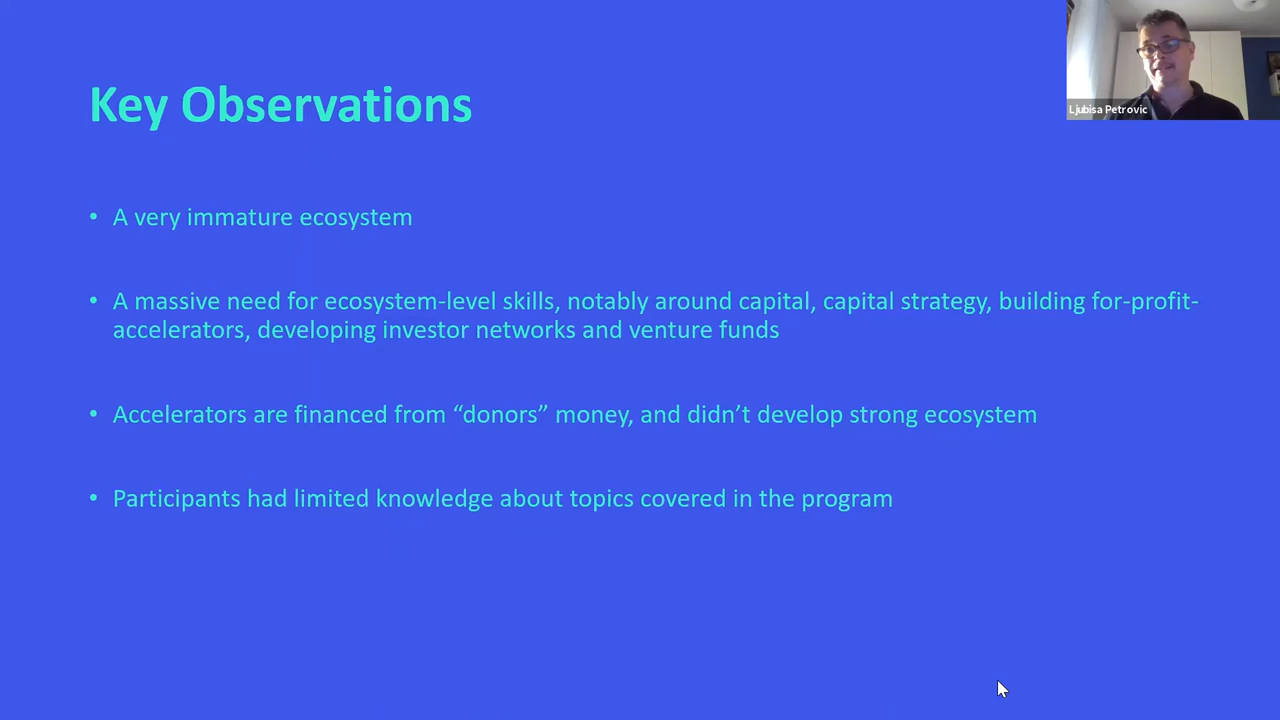 Key Observations
Ljubisa Petrovic
• A very immature ecosystem
• A massive need for ecosystem-level skills, notably around capital, capital strategy, building for-profit-
accelerators, developing investor networks and venture funds
• Accelerators are financed from “donors” money, and didn’t develop strong ecosystem
• Participants had limited knowledge about topics covered in the program